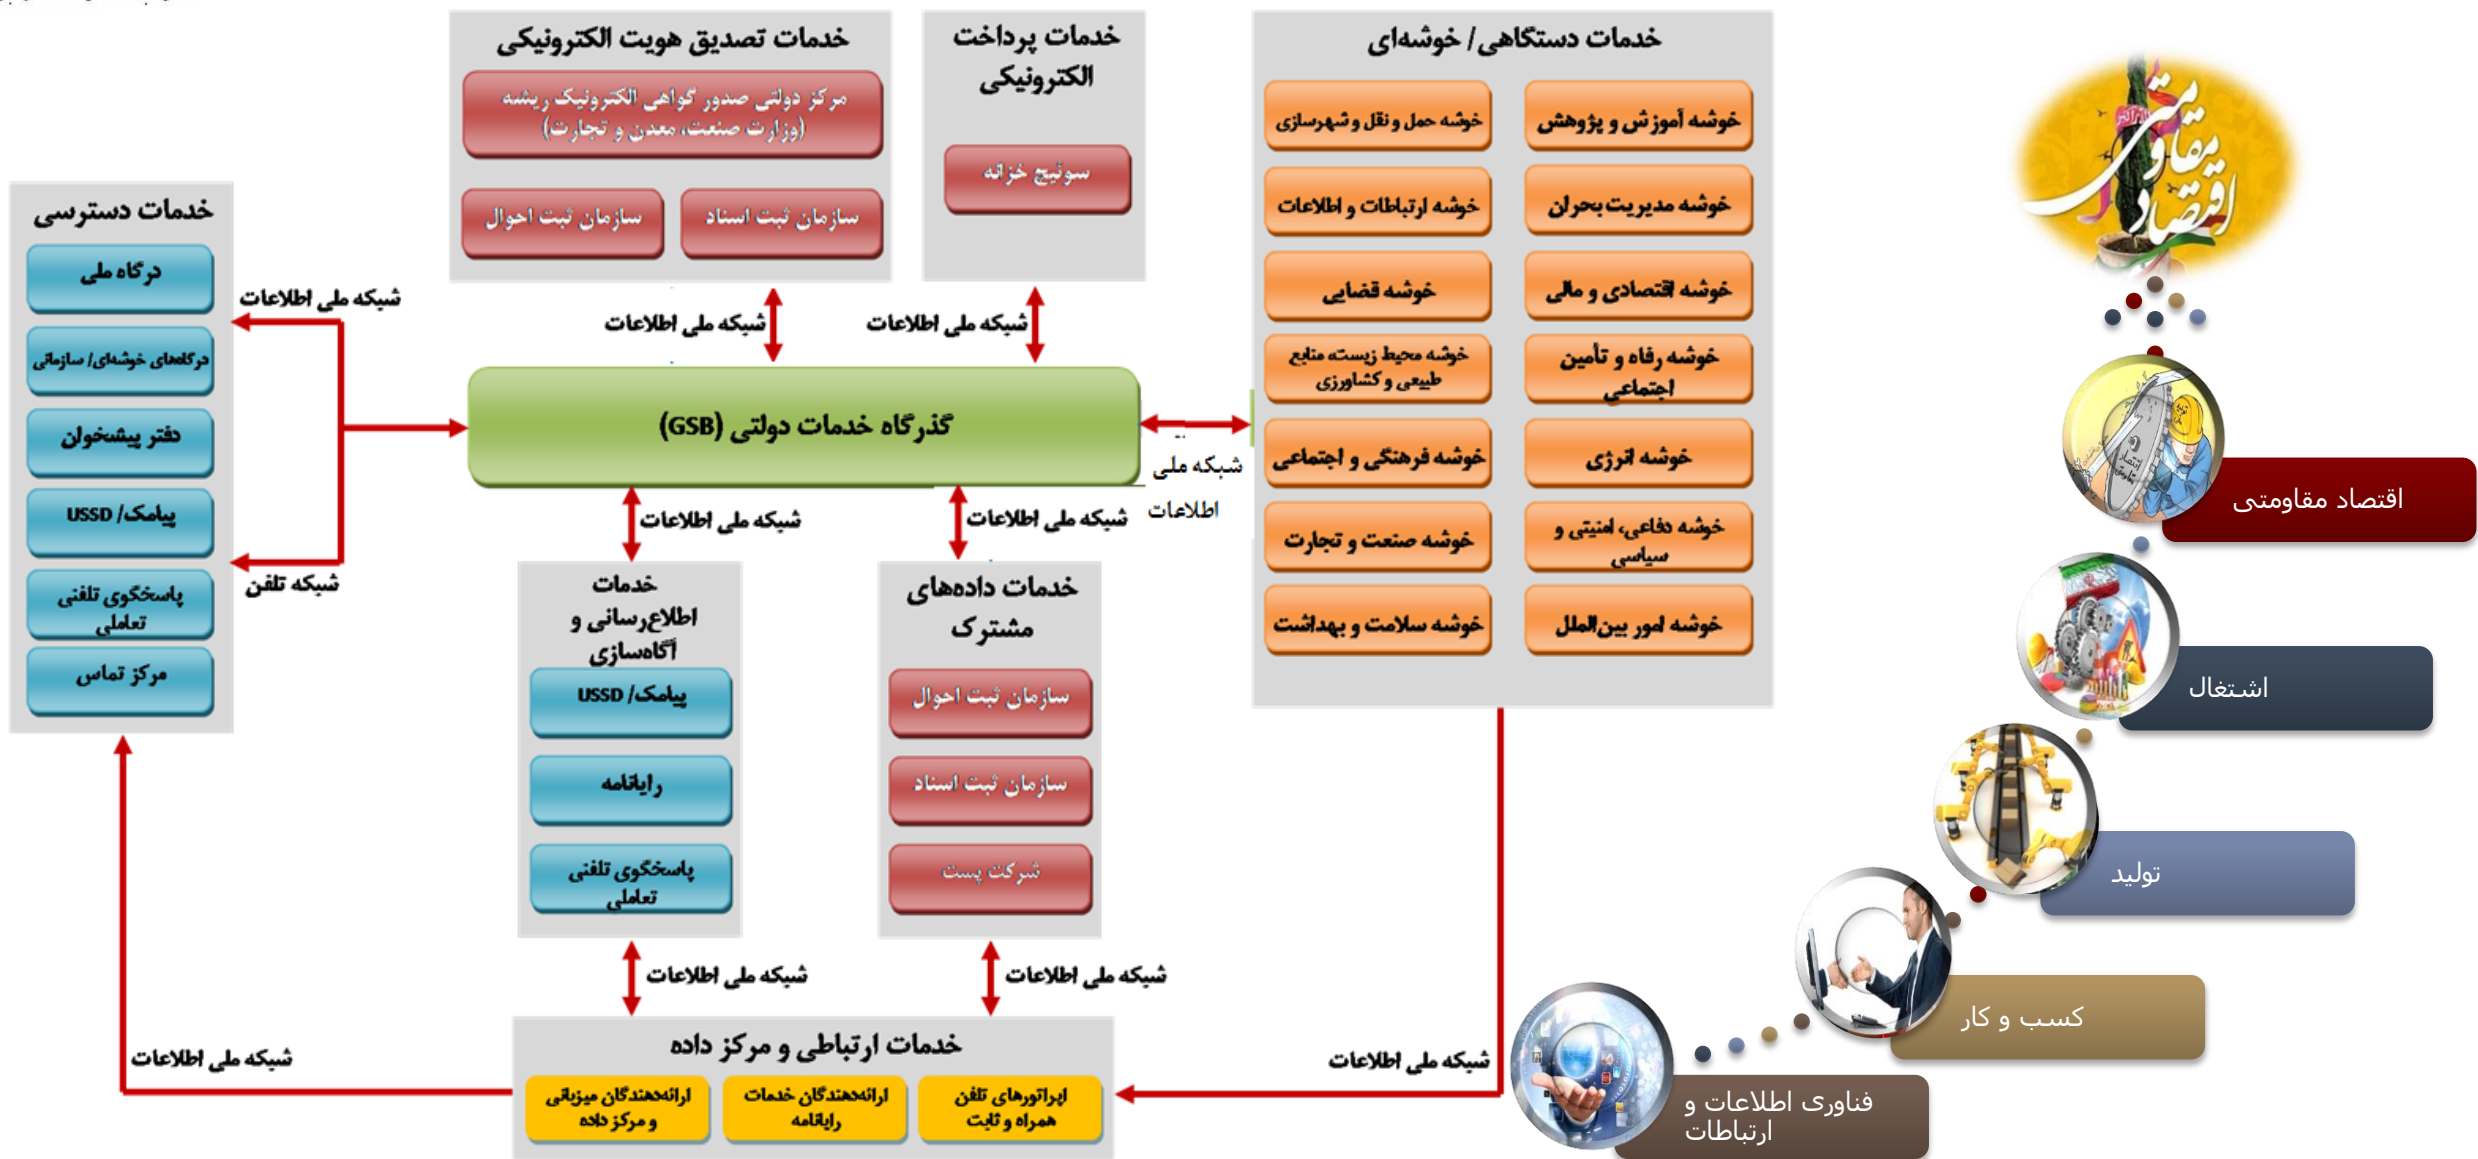 خدمات دستگاهی/ خوشه‌ای
خوشه آموزش و پژوهش
خوشه حمل و نقل و شهرسازی
خوشه مدیریت بحران
خوشه ارتباطات و اطلاعات
خوشه اقتصادی و مالی
خوشه قضایی
خوشه رفاه و تأمین
اجتماعی
خوشه محیط زیست، منابع
طبیعی و کشاورزی
خوشه انرژی
خوشه فرهنگی و اجتماعی
خوشه دفاعی، امنیتی و
سیاسی
خوشه صنعت و تجارت
خوشه امور بین‌الملل
خوشه سلامت و بهداشت
خدمات پرداخت
الکترونیکی
سوئیچ خزانه
شبکه ملی اطلاعات
خدمات تصدیق هویت الکترونیکی
مرکز دولتی صدور گواهی الکترونیک ریشه
(وزارت صنعت، معدن و تجارت)
سازمان ثبت اسناد
سازمان ثبت احوال
شبکه ملی اطلاعات
خدمات دسترسی
درگاه ملی
درگاه‌های خوشه‌ای/ سازمانی
دفتر پیشخوان
پیامک/ USSD
پاسخگوی تلفنی
تعاملی
مرکز تماس
شبکه ملی اطلاعات
شبکه تلفن
گذرگاه خدمات دولتی (GSB)
شبکه ملی
اطلاعات
شبکه ملی اطلاعات
شبکه ملی اطلاعات
خدمات داده‌های
مشترک
سازمان ثبت احوال
سازمان ثبت اسناد
شرکت پست
خدمات
اطلاع‌رسانی و
آگاه‌سازی
پیامک/ USSD
رایانامه
پاسخگوی تلفنی
تعاملی
شبکه ملی اطلاعات
شبکه ملی اطلاعات
شبکه ملی اطلاعات
شبکه ملی اطلاعات
خدمات ارتباطی و مرکز داده
اپراتورهای تلفن
همراه و ثابت
ارائه‌دهندگان خدمات
رایانامه
ارائه‌دهندگان میزبانی
و مرکز داده
اقتصاد مقاومتی
اقتصاد مقاومتی
اشتغال
تولید
کسب و کار
فناوری اطلاعات و
ارتباطات